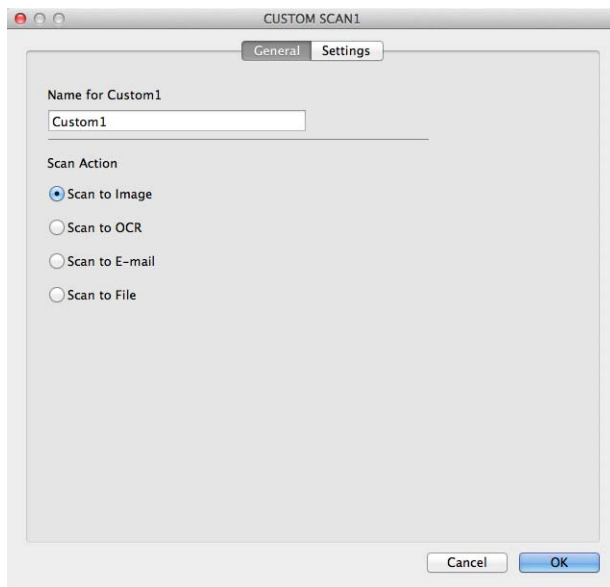 CUSTOM SCAN1
General Settings
Name for Custom1
Custom1
Scan Action
Scan to Image
Scan to OCR
Scan to E-mail
Scan to File
Cancel OK